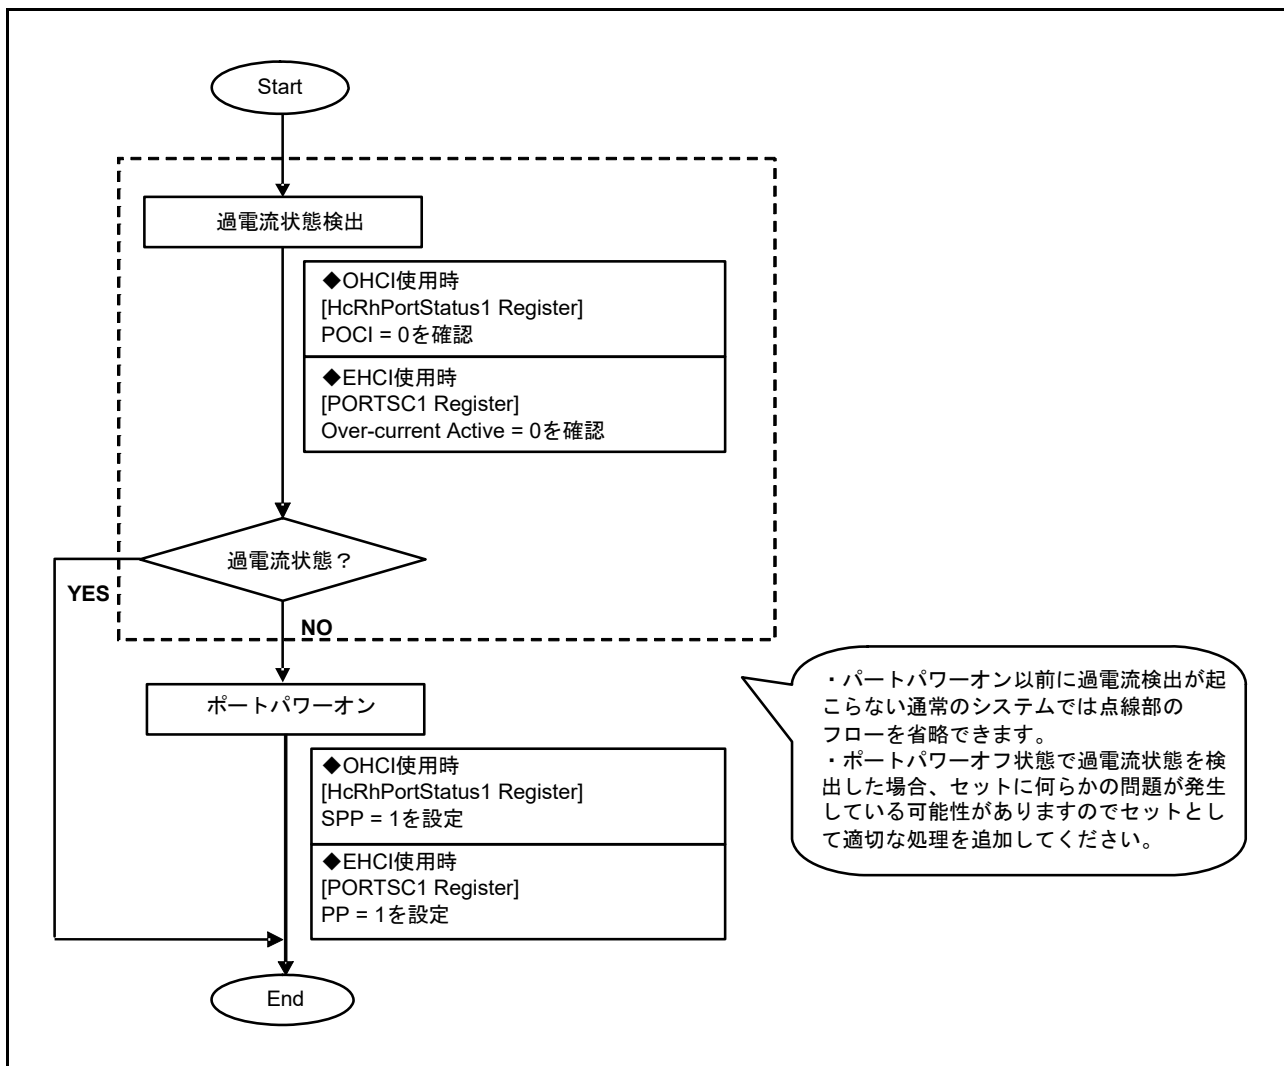 Start
過電流状態検出
◆OHCI使用時
[HcRhPortStatus1 Register]
POCI = 0を確認
◆EHCI使用時
[PORTSC1 Register]
Over-current Active = 0を確認
過電流状態？
YES
NO
ポートパワーオン
◆OHCI使用時
[HcRhPortStatus1 Register]
SPP = 1を設定
◆EHCI使用時
[PORTSC1 Register]
PP = 1を設定
・パートパワーオン以前に過電流検出が起
こらない通常のシステムでは点線部の
フローを省略できます。
・ポートパワーオフ状態で過電流状態を検
出した場合、セットに何らかの問題が発生
している可能性がありますのでセットとし
て適切な処理を追加してください。
End